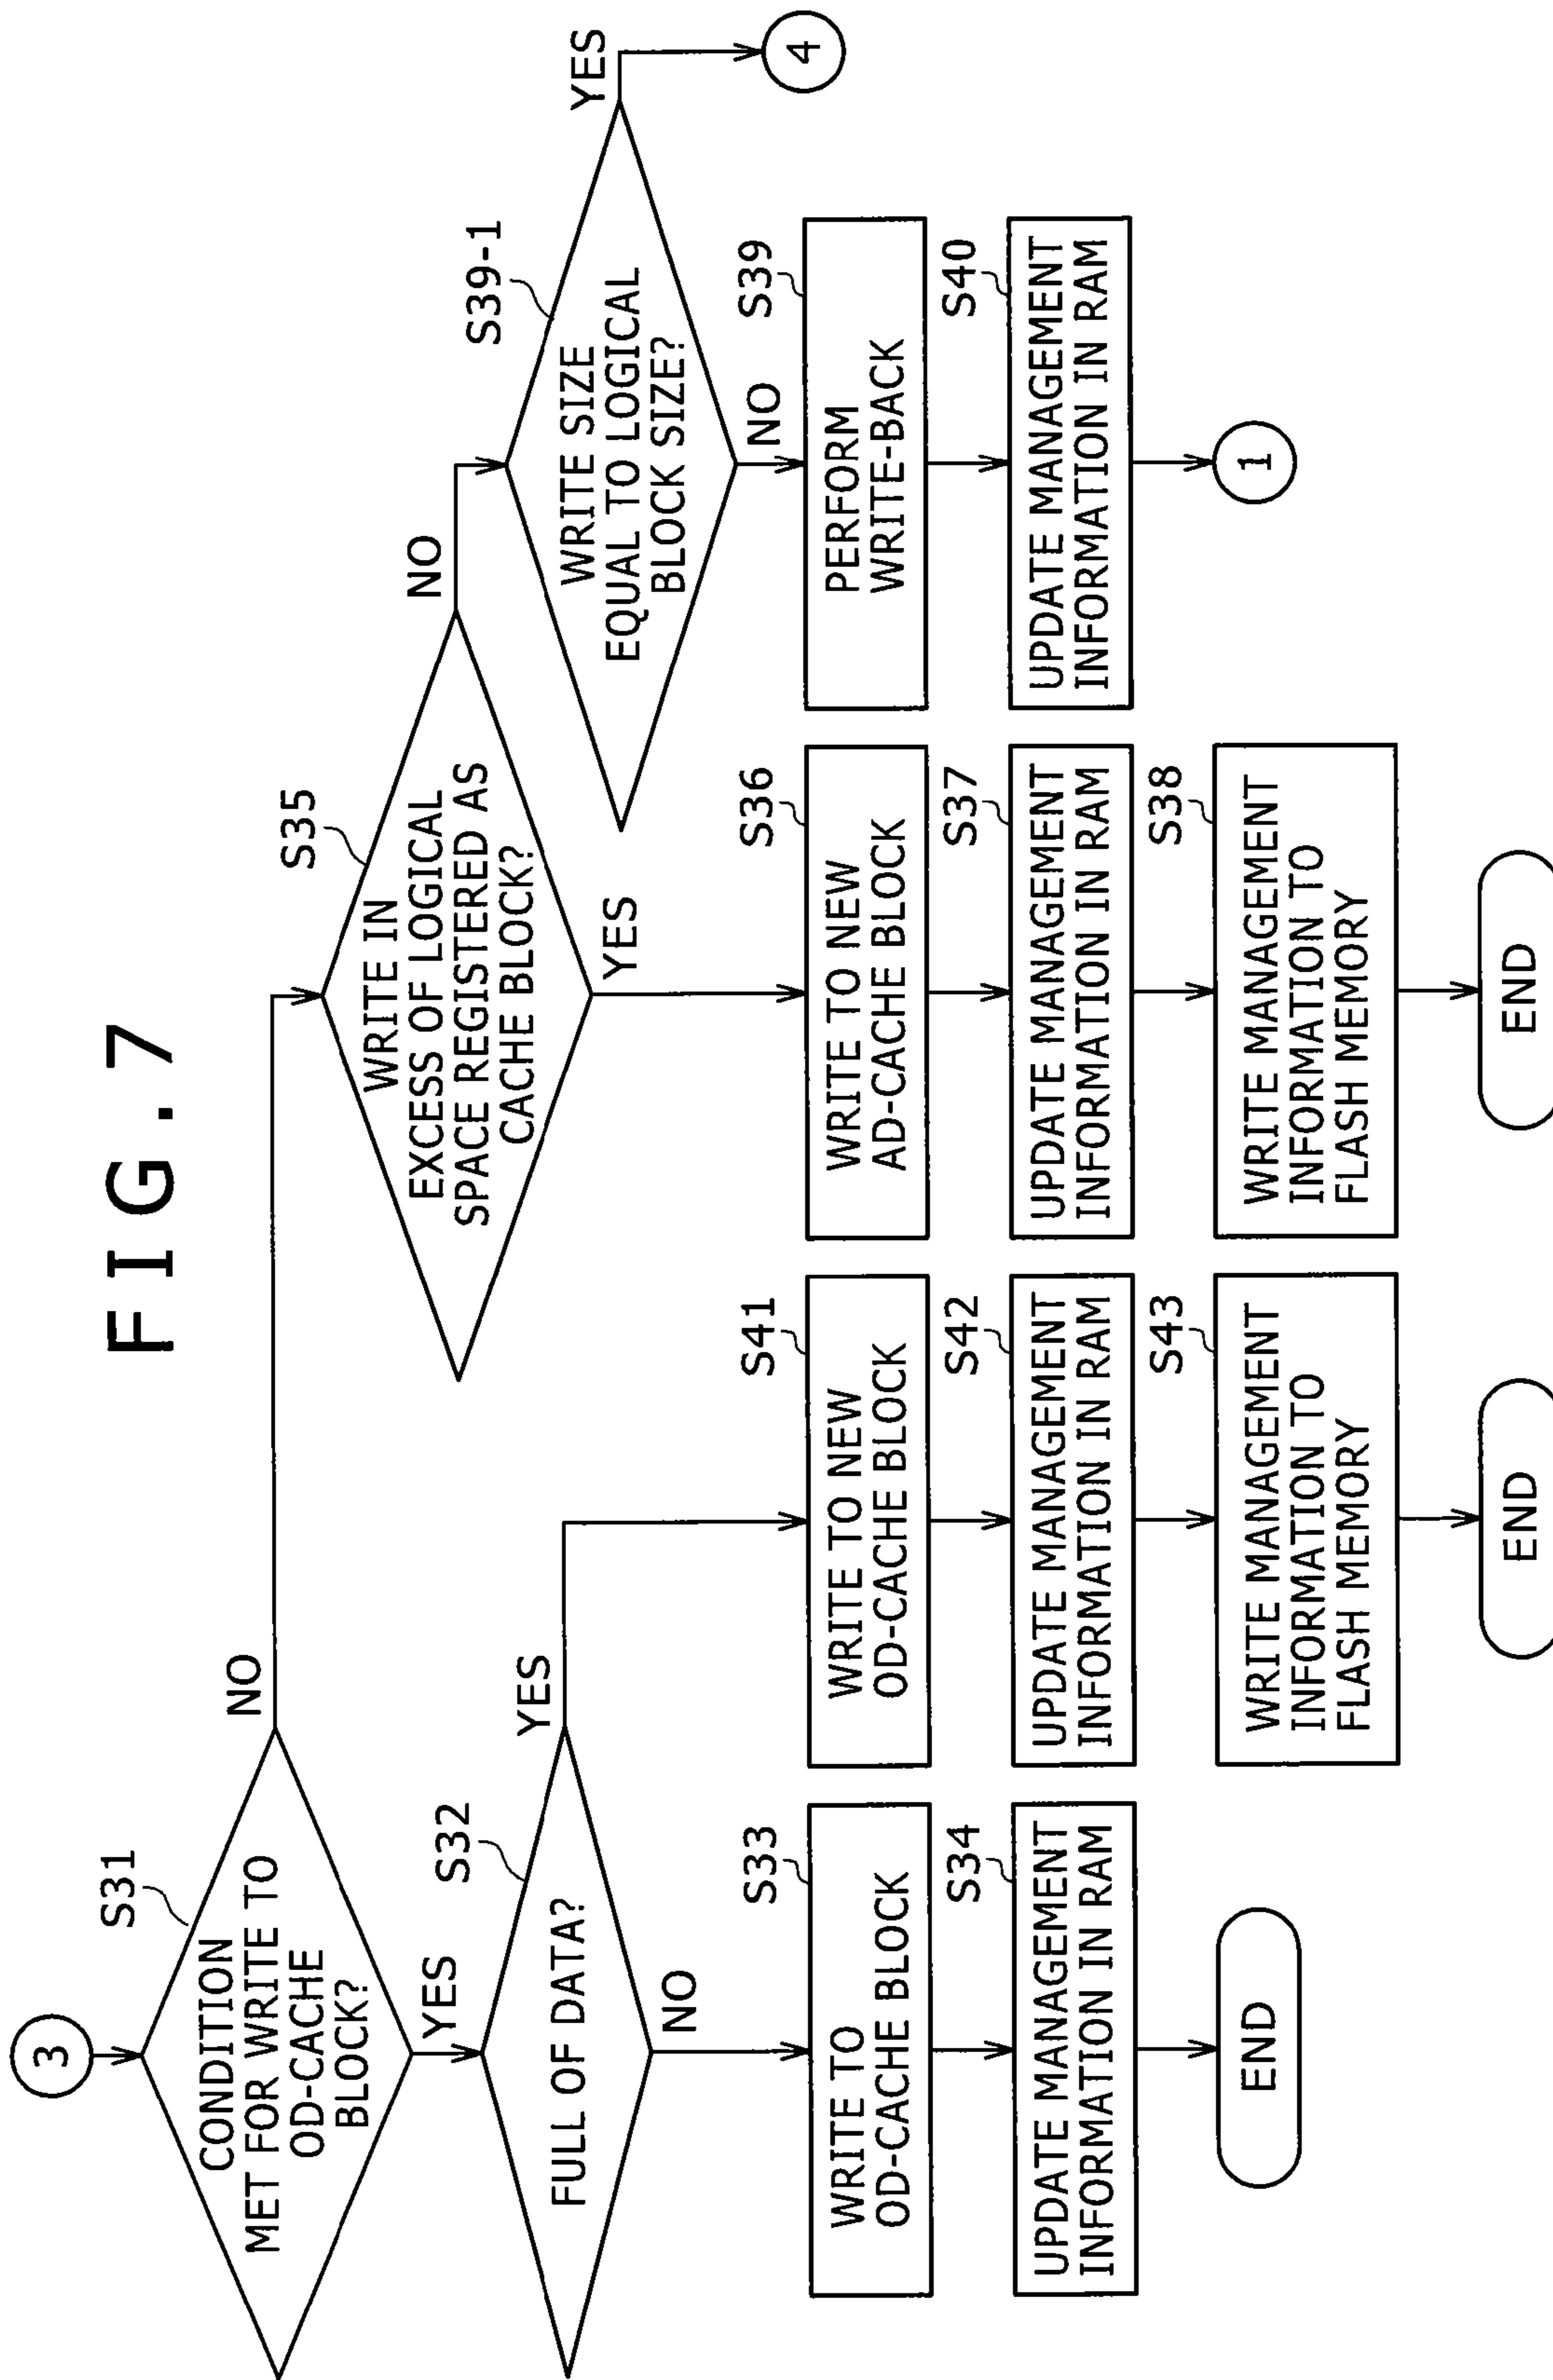 FIG.7
3
S31
CONDITION
MET FOR WRITE TO
OD-CACHE
BLOCK?
NO
YES
S32
FULL OF DATA?
YES
NO
S33
WRITE TO
OD-CACHE BLOCK
S34
UPDATE MANAGEMENT
INFORMATION IN RAM
END
S41
WRITE TO NEW
OD-CACHE BLOCK
S42
UPDATE MANAGEMENT
INFORMATION IN RAM
S43
WRITE MANAGEMENT
INFORMATION TO
FLASH MEMORY
END
S35
WRITE IN
EXCESS OF LOGICAL
SPACE REGISTERED AS
CACHE BLOCK?
NO
YES
S36
WRITE TO NEW
AD-CACHE BLOCK
S37
UPDATE MANAGEMENT
INFORMATION IN RAM
S38
WRITE MANAGEMENT
INFORMATION TO
FLASH MEMORY
END
S39-1
WRITE SIZE
EQUAL TO LOGICAL
BLOCK SIZE?
YES
4
NO
S39
PERFORM
WRITE-BACK
S40
UPDATE MANAGEMENT
INFORMATION IN RAM
1